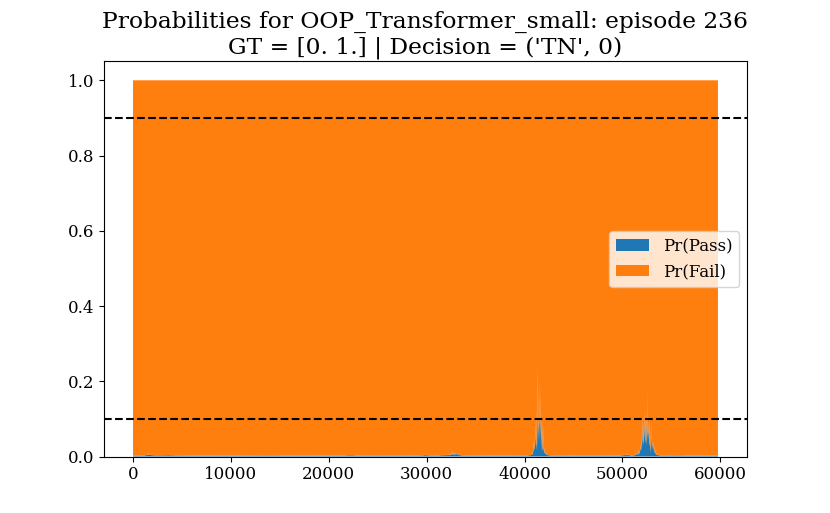 Probabilities for OOP_Transformer_small: episode 236
GT = [0. 1.] | Decision = ('TN', 0)
1.0
0.8
0.6
0.4
0.2
0.0
Pr(Pass)
Pr(Fail)
0 10000 20000 30000 40000 50000 60000